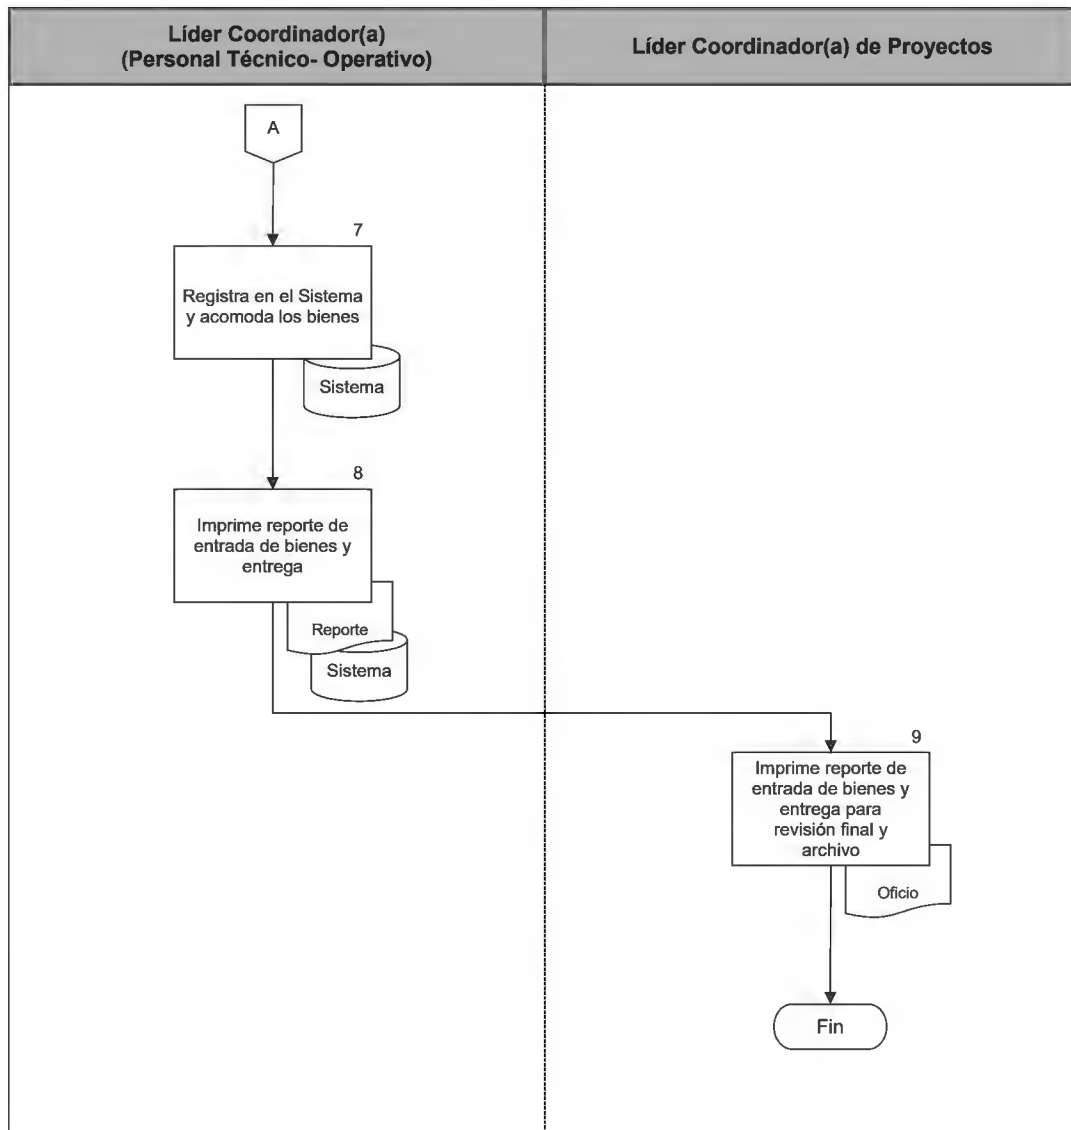 Líder Coordinador(a)
(Personal Técnico- Operativo)
Líder Coordinador(a) de Proyectos
A
7
Registra en el Sistema
y acomoda los bienes
Sistema
8
Imprime reporte de
entrada de bienes y
entrega
Reporte
Sistema
9
Imprime reporte de
entrada de bienes y
entrega para
revisión final y
archivo
Oficio
Fin